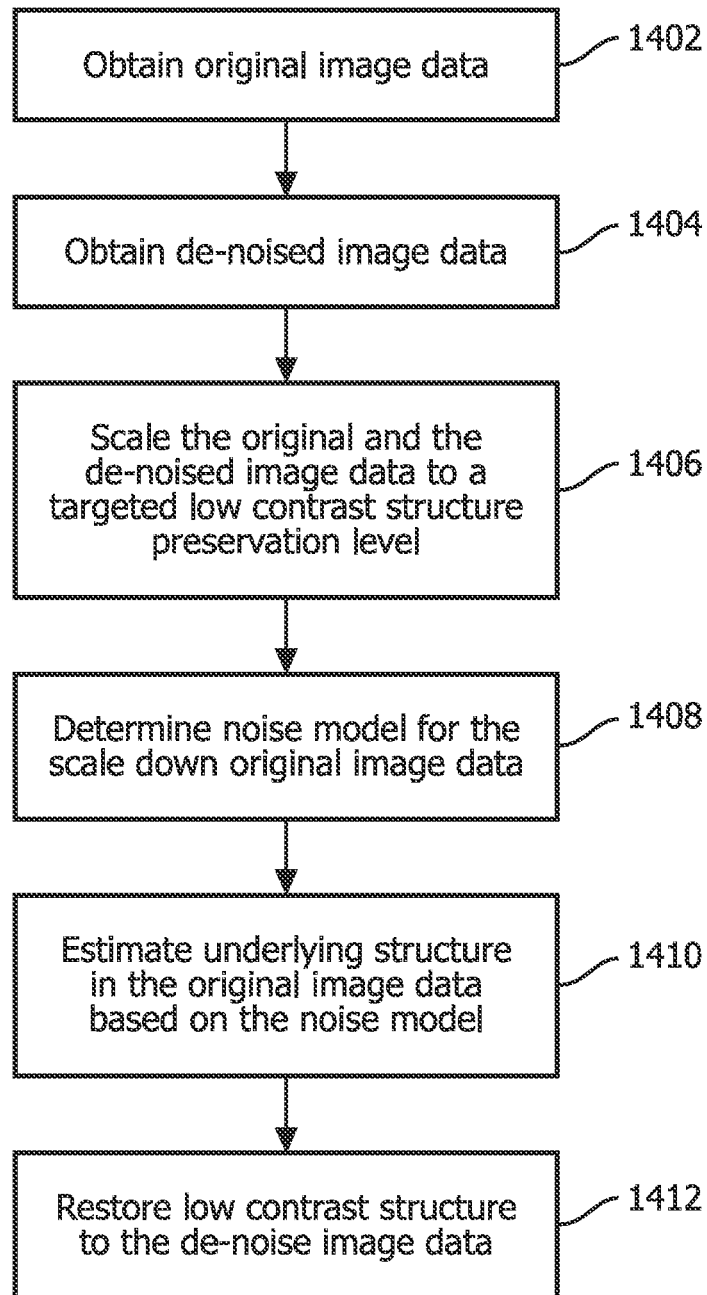 Obtain original image data
1402
Obtain de-noised image data
1404
Scale the original and the
de-noised image data to a
targeted low contrast structure
preservation level
1406
Determine noise model for the
scale down original image data
1408
Estimate underlying structure
in the original image data
based on the noise model
1410
Restore low contrast structure
to the de-noise image data
1412